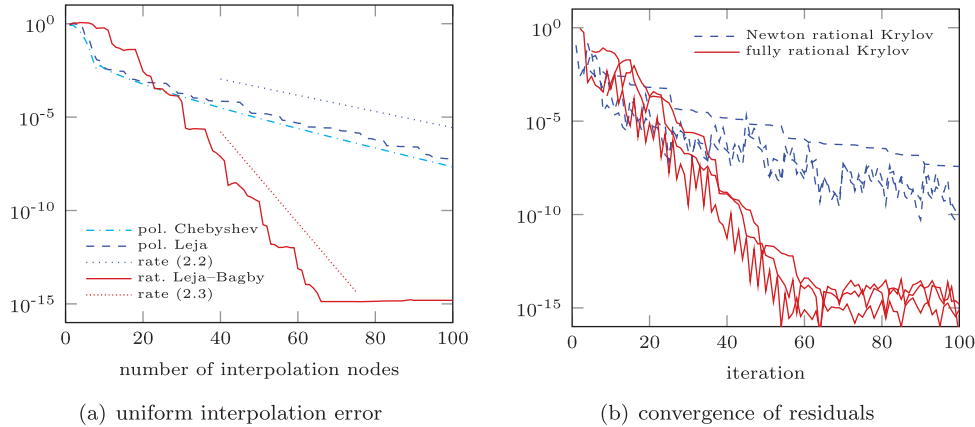 10^0
10^-5
10^-10
10^-15
pol. Chebyshev
pol. Leja
rate (2.2)
rat. Leja–Bagby
rate (2.3)
0 20 40 60 80 100
number of interpolation nodes
(a) uniform interpolation error
10^0
10^-5
10^-10
10^-15
Newton rational Krylov
fully rational Krylov
0 20 40 60 80 100
iteration
(b) convergence of residuals